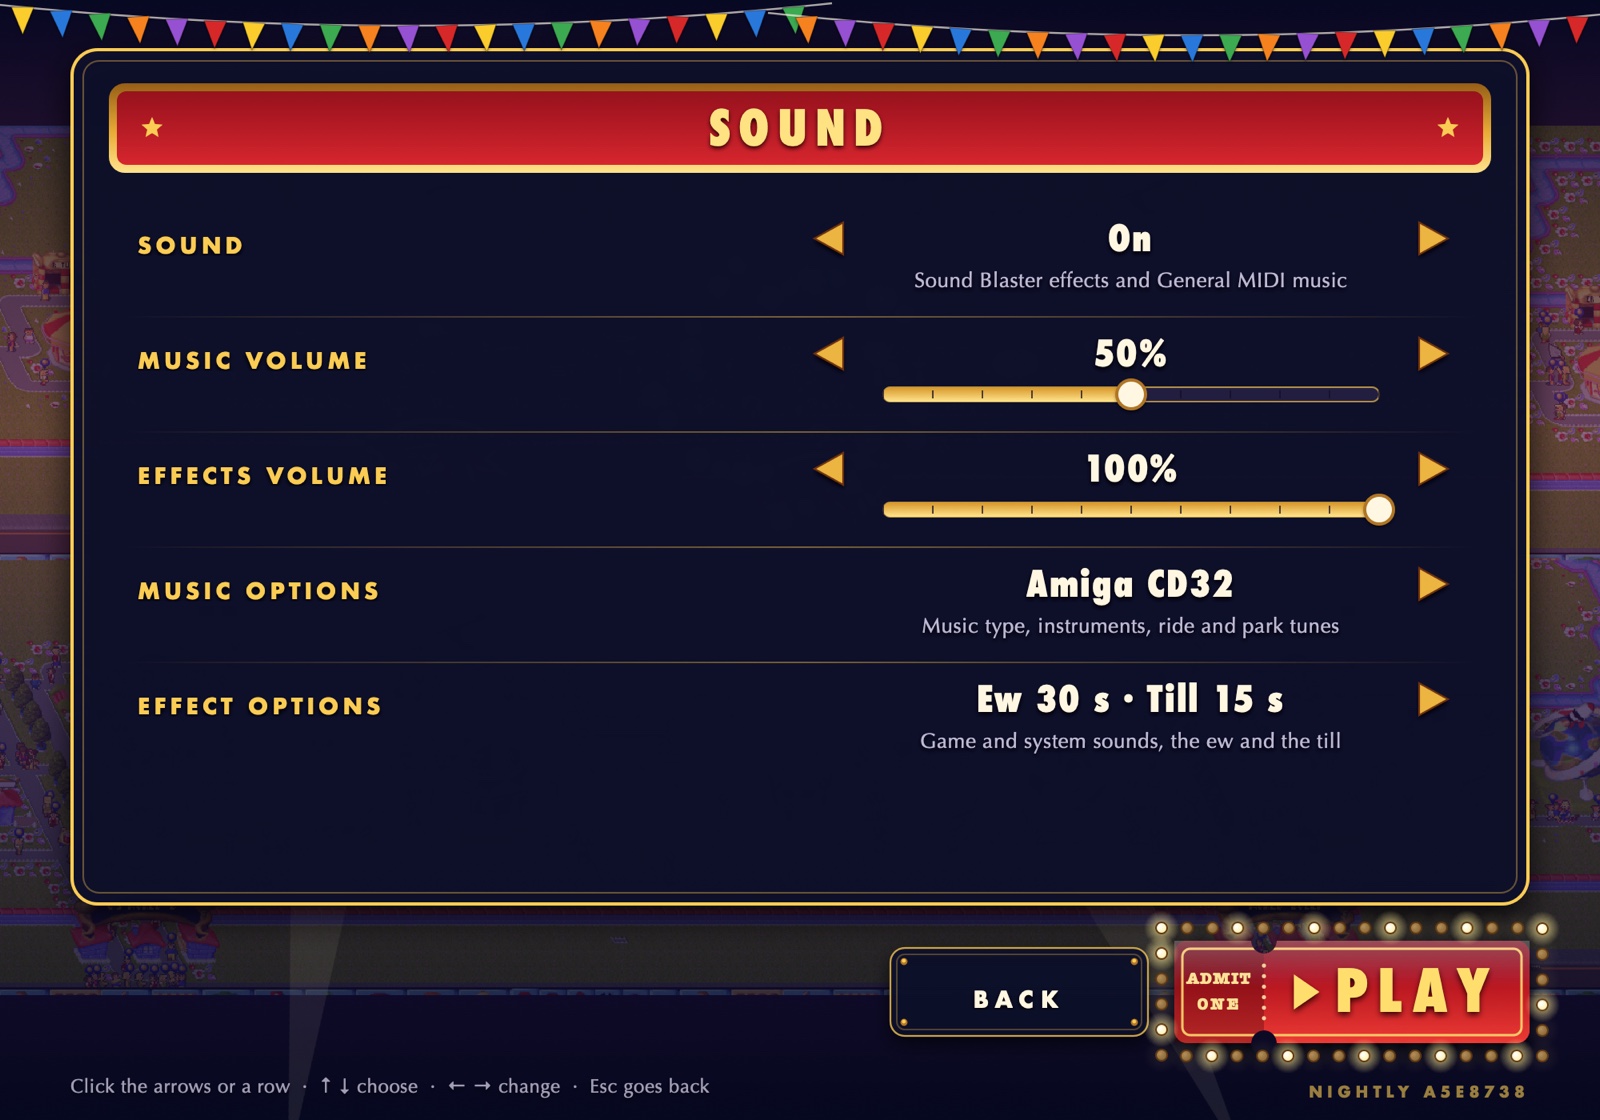 SOUND
SOUND
On
Sound Blaster effects and General MIDI music
MUSIC VOLUME
50%
EFFECTS VOLUME
100%
MUSIC OPTIONS
Amiga CD32
Music type, instruments, ride and park tunes
EFFECT OPTIONS
Ew 30 s · Till 15 s
Game and system sounds, the ew and the till
BACK
ADMIT
ONE
PLAY
Click the arrows or a row · ↑ ↓ choose · ← → change · Esc goes back
NIGHTLY A5E8738